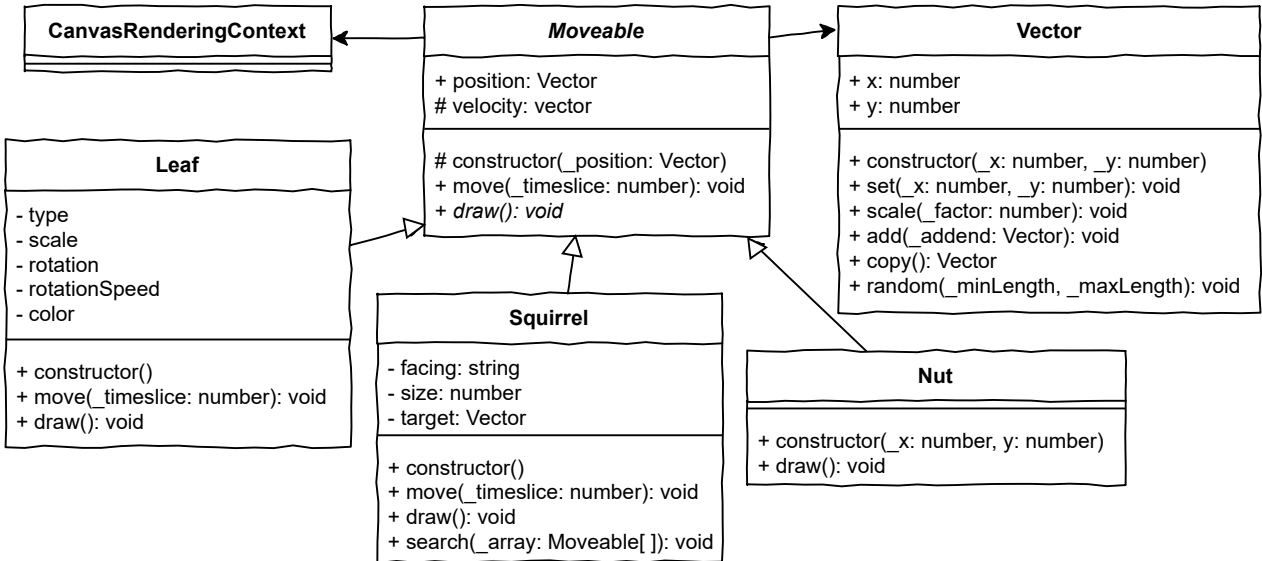 CanvasRenderingContext
Moveable
+ position: Vector
# velocity: vector
# constructor(_position: Vector)
+ move(_timeslice: number): void
+ draw(): void
Vector
+ x: number
+ y: number
+ constructor(_x: number, _y: number)
+ set(_x: number, _y: number): void
+ scale(_factor: number): void
+ add(_addend: Vector): void
+ copy(): Vector
+ random(_minLength, _maxLength): void
Leaf
- type
- scale
- rotation
- rotationSpeed
- color
+ constructor()
+ move(_timeslice: number): void
+ draw(): void
Squirrel
- facing: string
- size: number
- target: Vector
+ constructor()
+ move(_timeslice: number): void
+ draw(): void
+ search(_array: Moveable[ ]): void
Nut
+ constructor(_x: number, y: number)
+ draw(): void